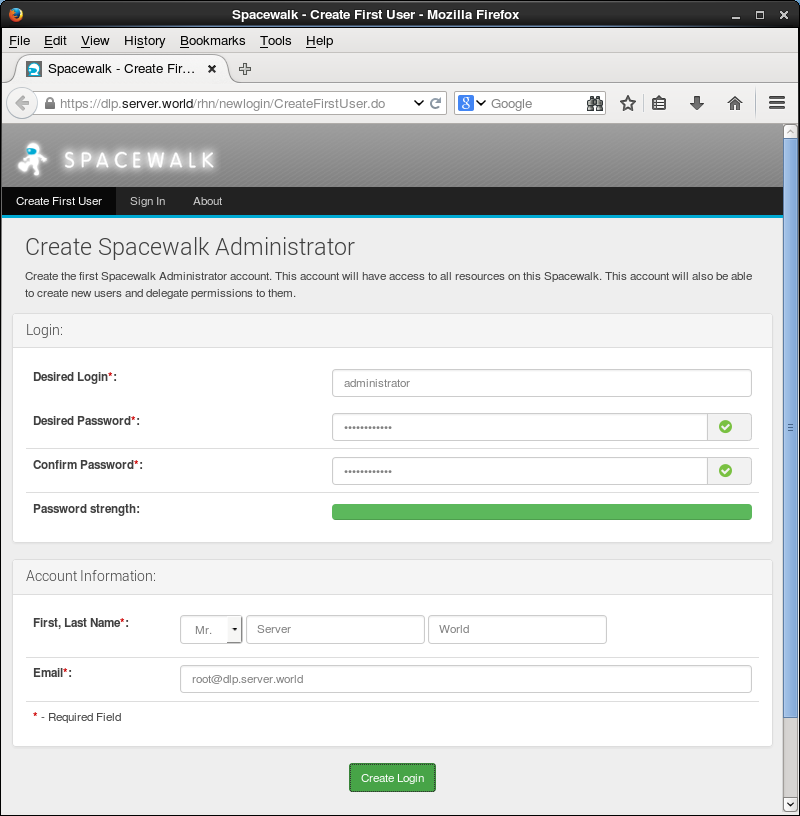 Spacewalk - Create First User - Mozilla Firefox
File Edit View History Bookmarks Tools Help
Spacewalk - Create Fir...
https://dlp.server.world/rhn/newlogin/CreateFirstUser.do
8 Google
SPACEWALK
Create First User Sign In About
Create Spacewalk Administrator
Create the first Spacewalk Administrator account. This account will have access to all resources on this Spacewalk. This account will also be able
to create new users and delegate permissions to them.
Login:
Desired Login*: administrator
Desired Password*: ••••••••••••
Confirm Password*: ••••••••••••
Password strength:
Account Information:
First, Last Name*: Mr. Server World
Email*: root@dlp.server.world
* - Required Field
Create Login